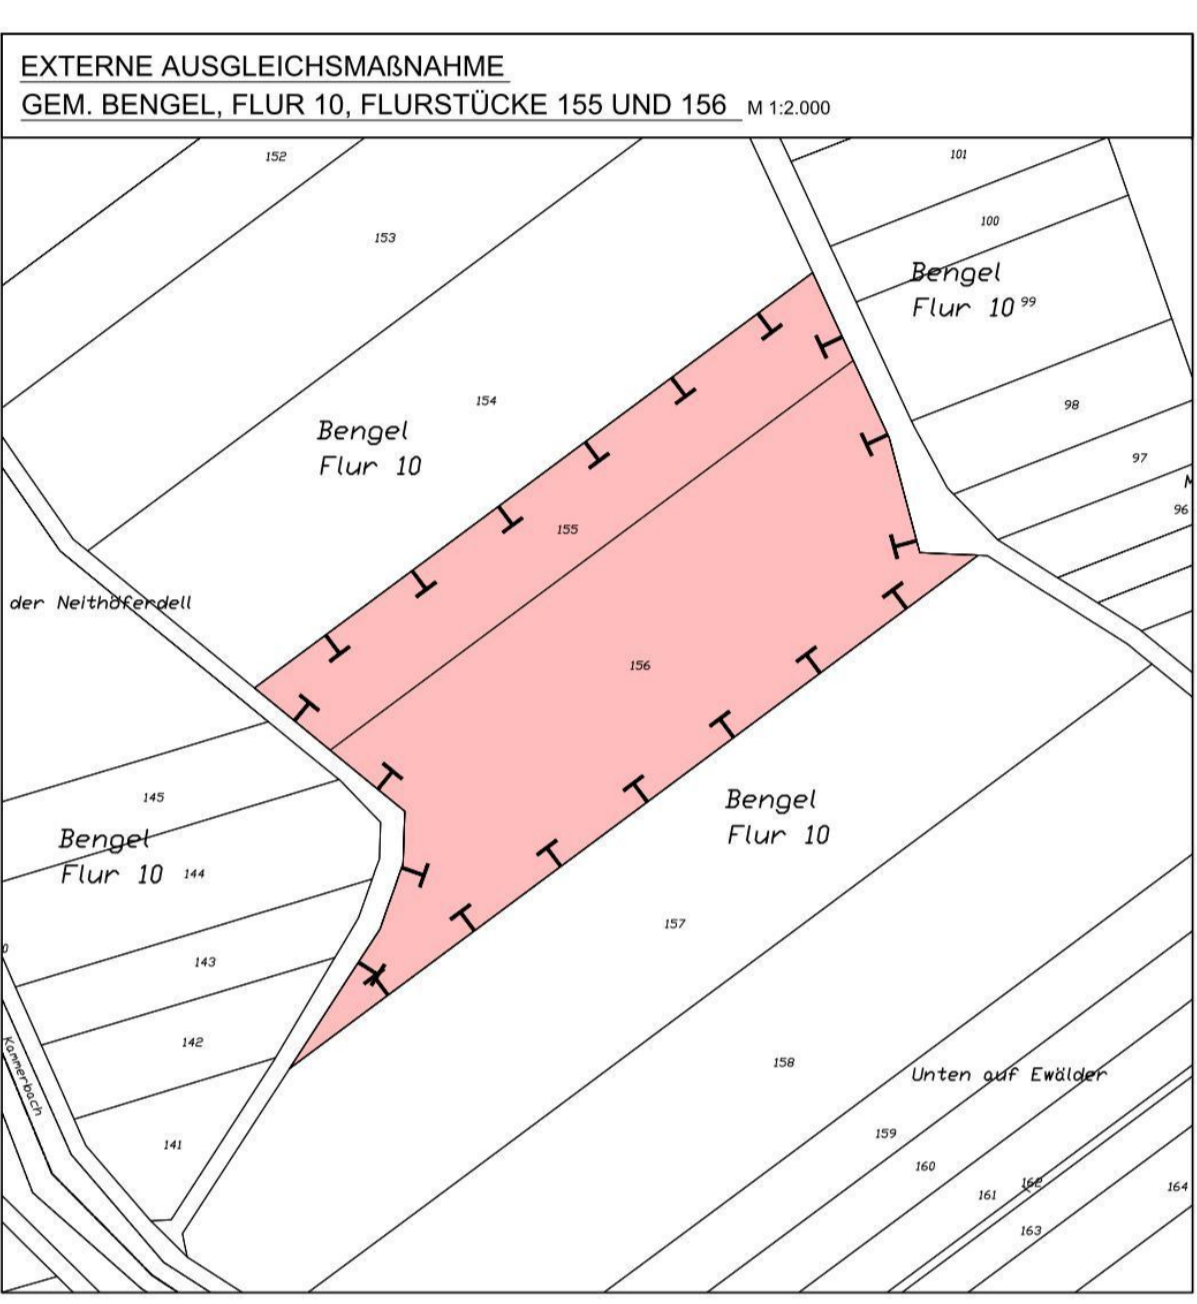 EXTERNE AUSGLEICHSMAßNAHME
GEM. BENGEL, FLUR 10, FLURSTÜCKE 155 UND 156 M 1:2.000
152
101
153
100
Bengel
Flur 10 99
154
98
Bengel
Flur 10
97
96
155
der Neithöferdell
156
145
Bengel
Flur 10
Bengel
Flur 10 144
157
143
142
Kammerbach
158
Unten auf Ewälder
159
141
160
162
161
164
163